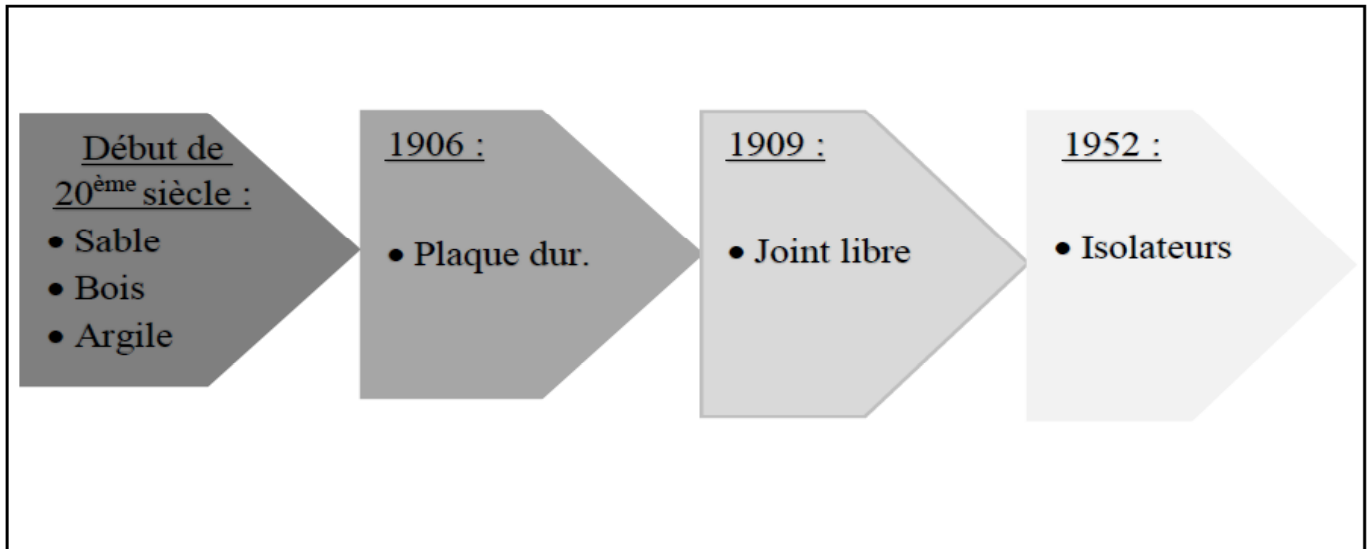 Début de
20ème siècle :
• Sable
• Bois
• Argile
1906 :
• Plaque dur.
1909 :
• Joint libre
1952 :
• Isolateurs